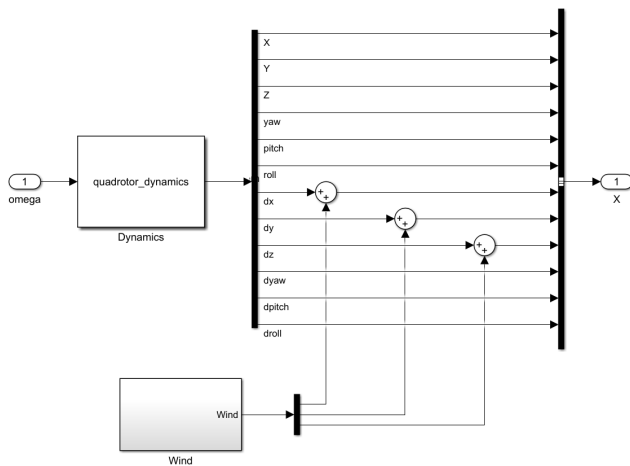 X
Y
Z
yaw
pitch
roll
dx
dy
dz
dyaw
dpitch
droll
1
omega
quadrotor_dynamics
Dynamics
+
+
+
+
+
+
1
X
Wind
Wind